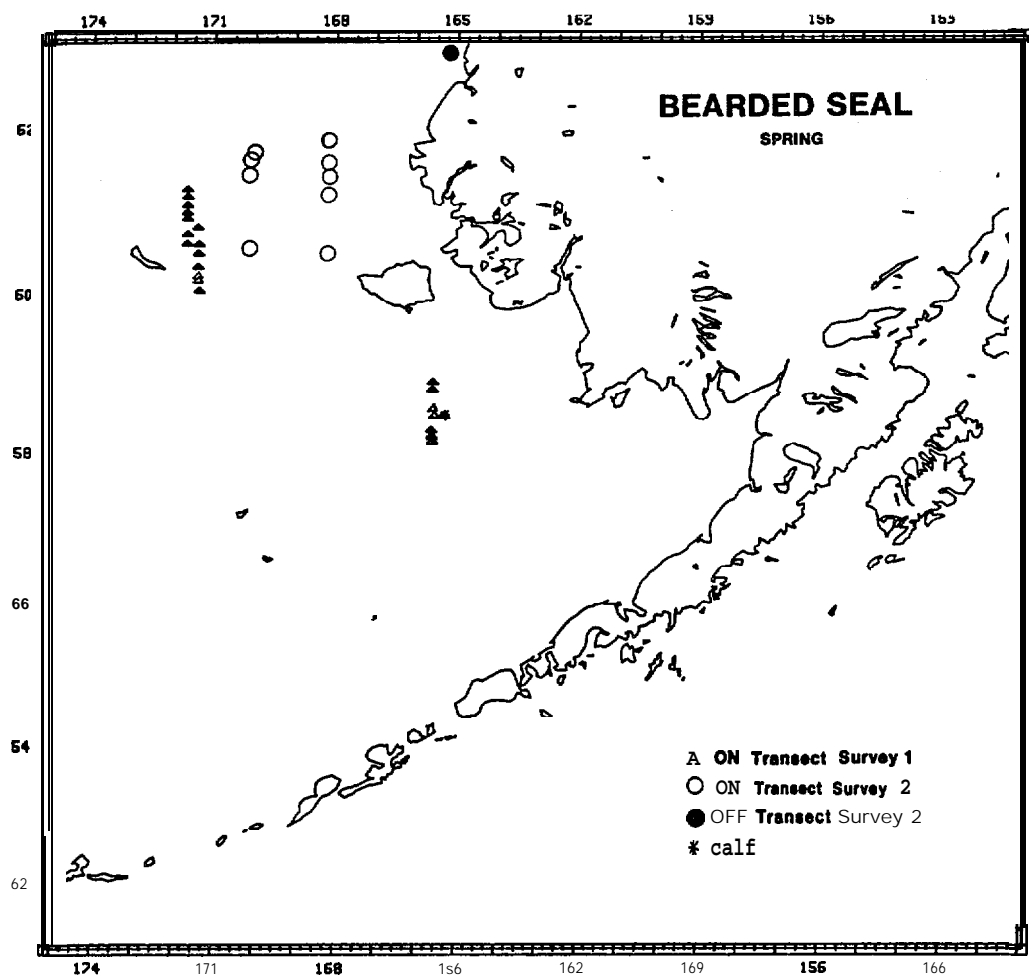 174 171 168 165 162 159 156 153
BEARDED SEAL
SPRING
62
60
58
66
54
62
A ON Transect Survey 1
O ON Transect Survey 2
● OFF Transect Survey 2
* calf
174 171 168 1s6 162 169 156 166